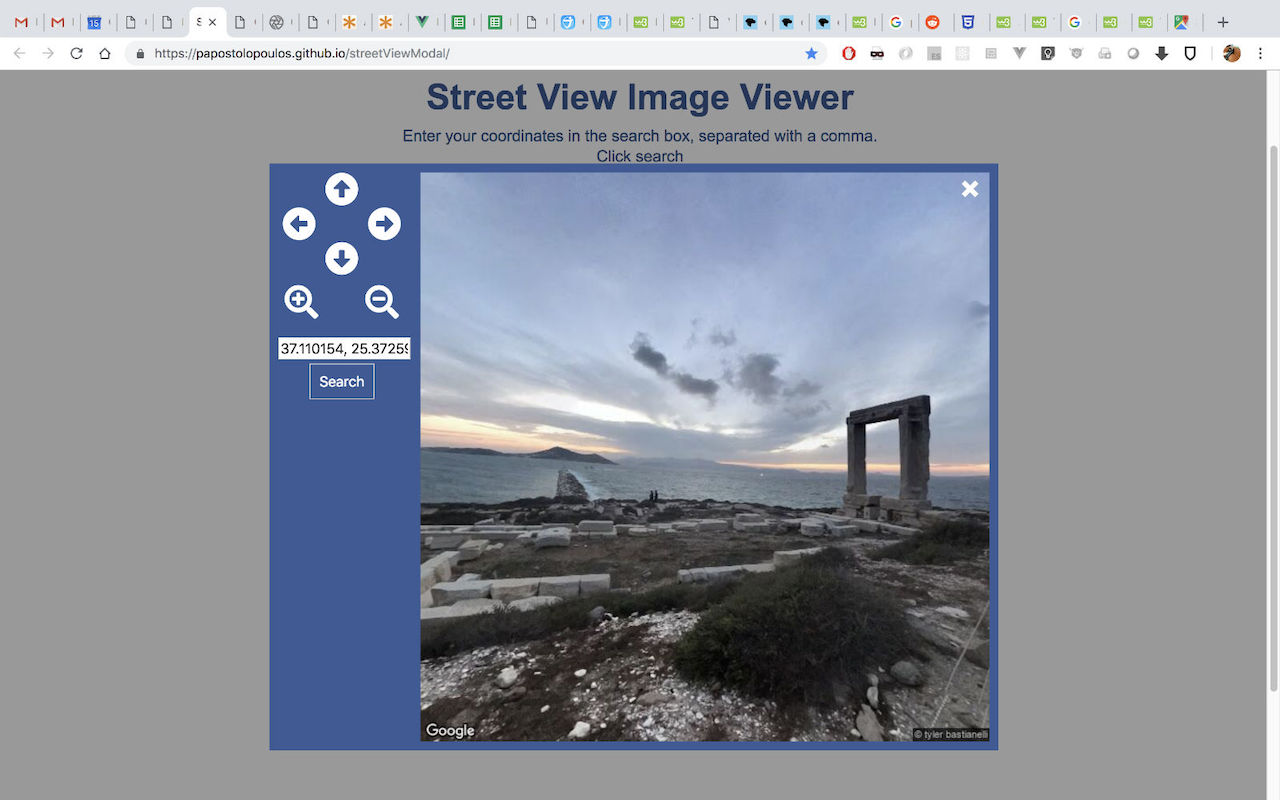 https://papostolopoulos.github.io/streetViewModal/
Street View Image Viewer
Enter your coordinates in the search box, separated with a comma.
Click search
37.110154, 25.37259
Search
Google
© tyler bastianelli